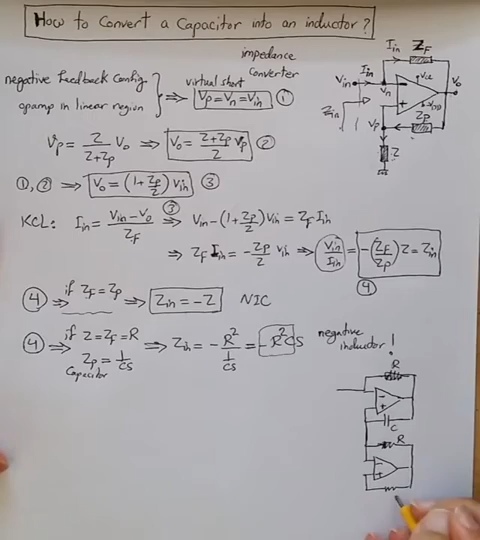 How to Convert a Capacitor into an inductor?
impedance
converter
negative feedback config.
opamp in linear region
virtual short
⇒ Vp = Vn = Vin ①
Vp = Z/(Z+Zp) Vo ⇒ Vo = (Z+Zp)/Z Vp ②
①,② ⇒ Vo = (1+Zp/Z) Vin ③
KCL: Iin = (Vin-Vo)/ZF ③⇒ Vin-(1+Zp/Z)Vin = ZF Iin
⇒ ZF Iin = -Zp/Z Vin ⇒ Vin/Iin = -(ZF/Zp)Z = Zin
④
④ if ZF = Zp ⇒ Zin = -Z NIC
④ if Z = ZF = R ⇒ Zin = -R²/(1/CS) = -R²CS
Zp = 1/CS
Capacitor
negative
inductor!
Iin ZF
Vin Iin
Vn
Vo
Zin
Vp Zp
Z
R
C
R